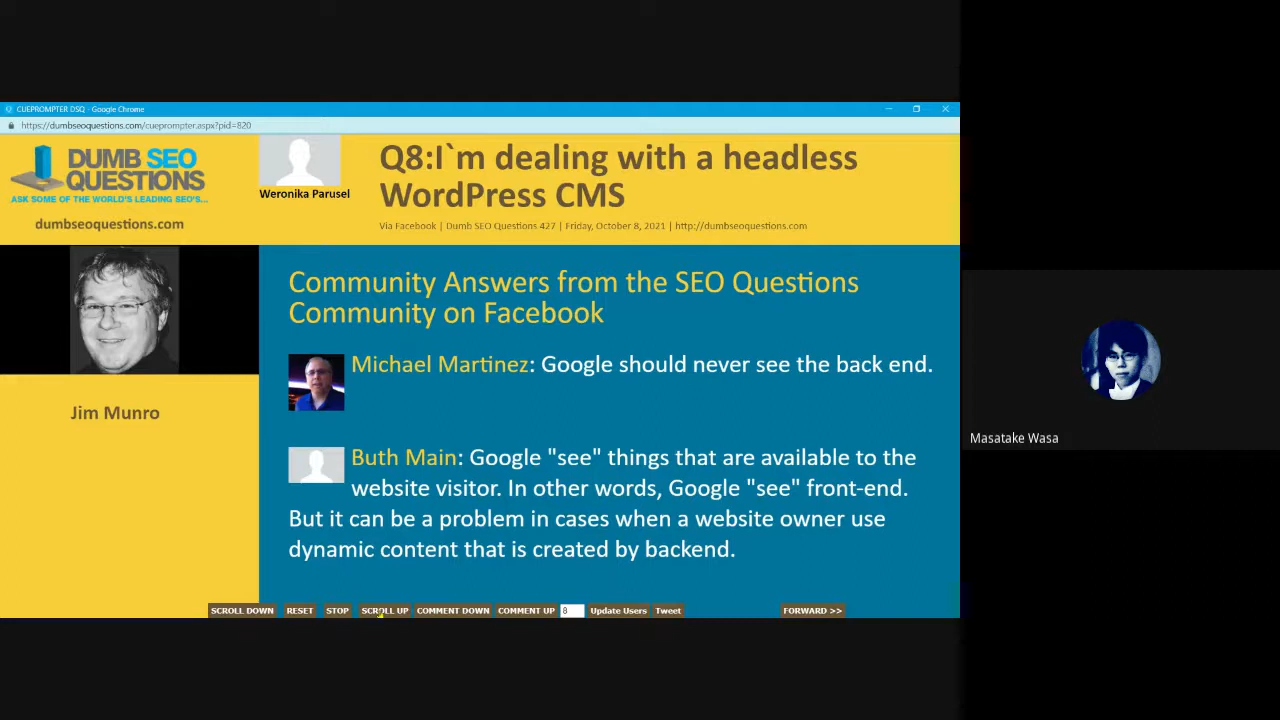 CUEPROMPTER DSQ - Google Chrome
https://dumbseoquestions.com/cueprompter.aspx?pid=820
DUMB SEO
QUESTIONS
ASK SOME OF THE WORLD'S LEADING SEO'S...
dumbseoquestions.com
Weronika Parusel
Q8:I`m dealing with a headless
WordPress CMS
Via Facebook | Dumb SEO Questions 427 | Friday, October 8, 2021 | http://dumbseoquestions.com
Jim Munro
Community Answers from the SEO Questions
Community on Facebook
Michael Martinez: Google should never see the back end.
Buth Main: Google "see" things that are available to the
website visitor. In other words, Google "see" front-end.
But it can be a problem in cases when a website owner use
dynamic content that is created by backend.
SCROLL DOWN RESET STOP SCROLL UP COMMENT DOWN COMMENT UP 8 Update Users Tweet FORWARD >>
Masatake Wasa